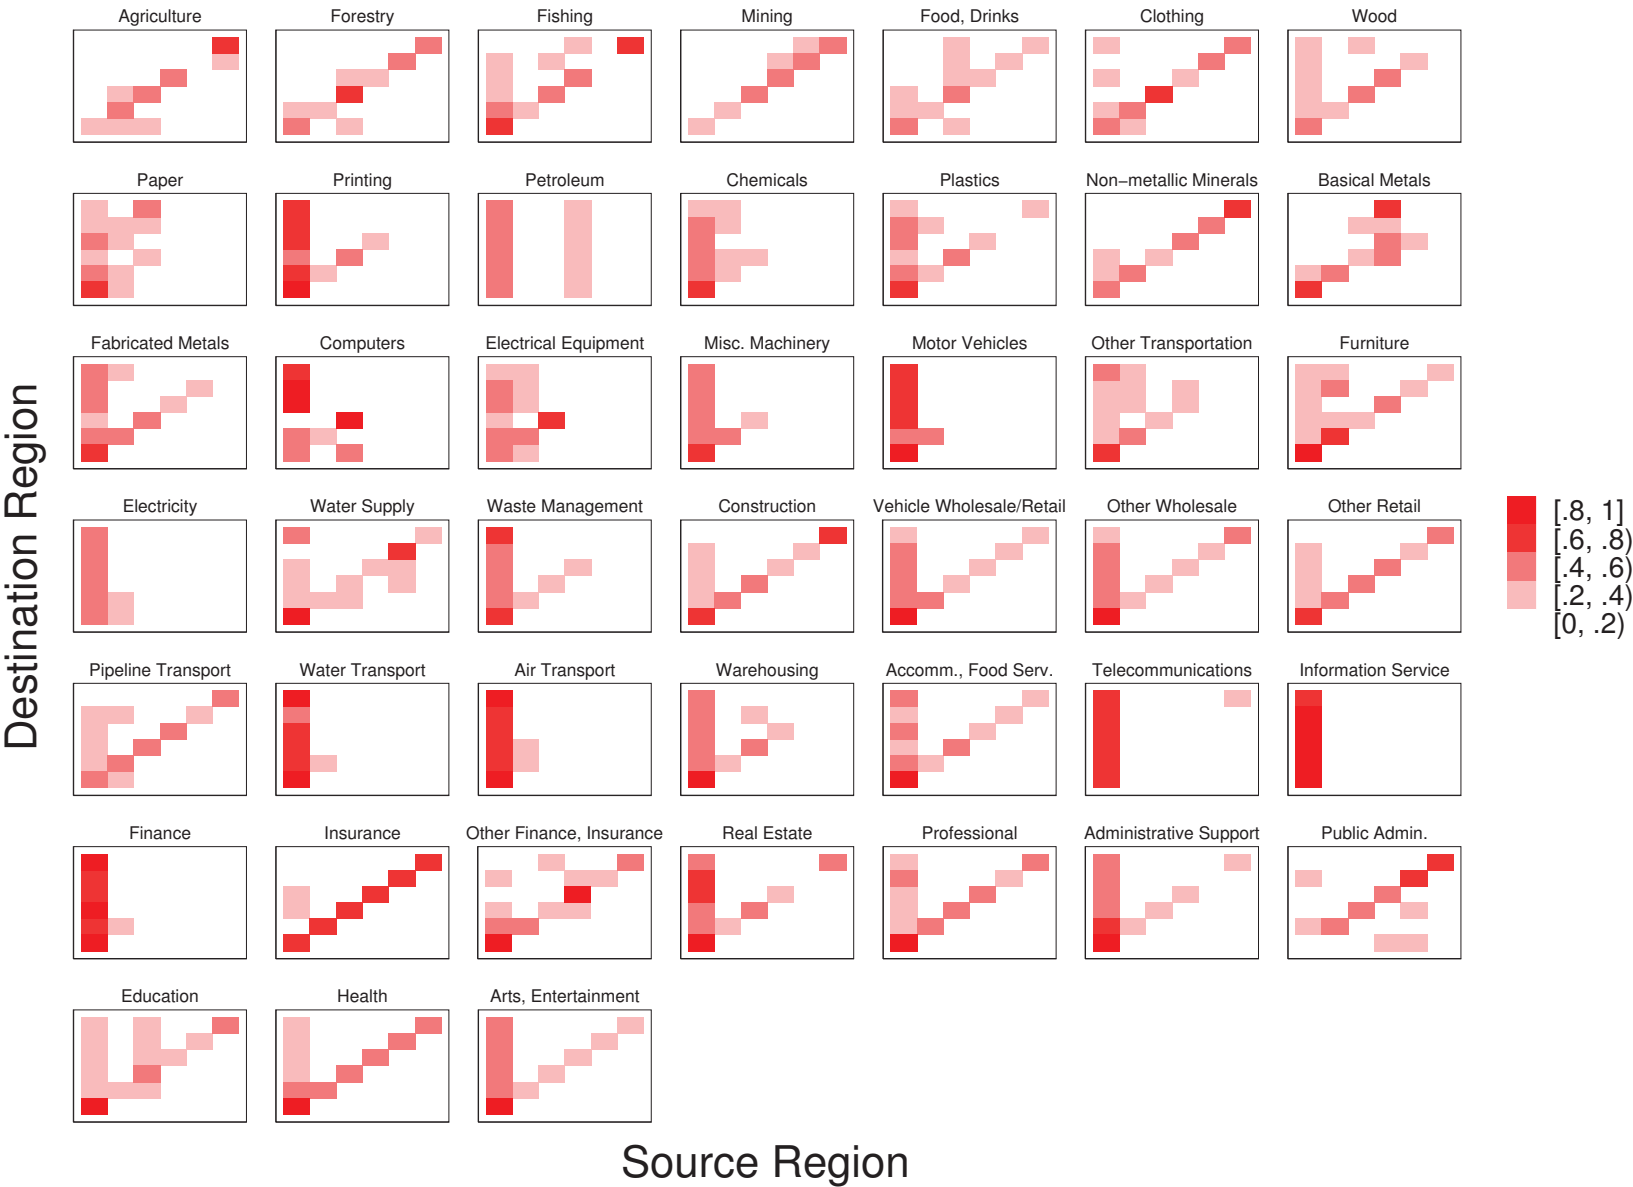 Agriculture
Forestry
Fishing
Mining
Food, Drinks
Clothing
Wood
Paper
Printing
Petroleum
Chemicals
Plastics
Non−metallic Minerals
Basical Metals
Fabricated Metals
Computers
Electrical Equipment
Misc. Machinery
Motor Vehicles
Other Transportation
Furniture
Electricity
Water Supply
Waste Management
Construction
Vehicle Wholesale/Retail
Other Wholesale
Other Retail
Pipeline Transport
Water Transport
Air Transport
Warehousing
Accomm., Food Serv.
Telecommunications
Information Service
Finance
Insurance
Other Finance, Insurance
Real Estate
Professional
Administrative Support
Public Admin.
Education
Health
Arts, Entertainment
Destination Region
Source Region
[.8, 1]
[.6, .8)
[.4, .6)
[.2, .4)
[0, .2)